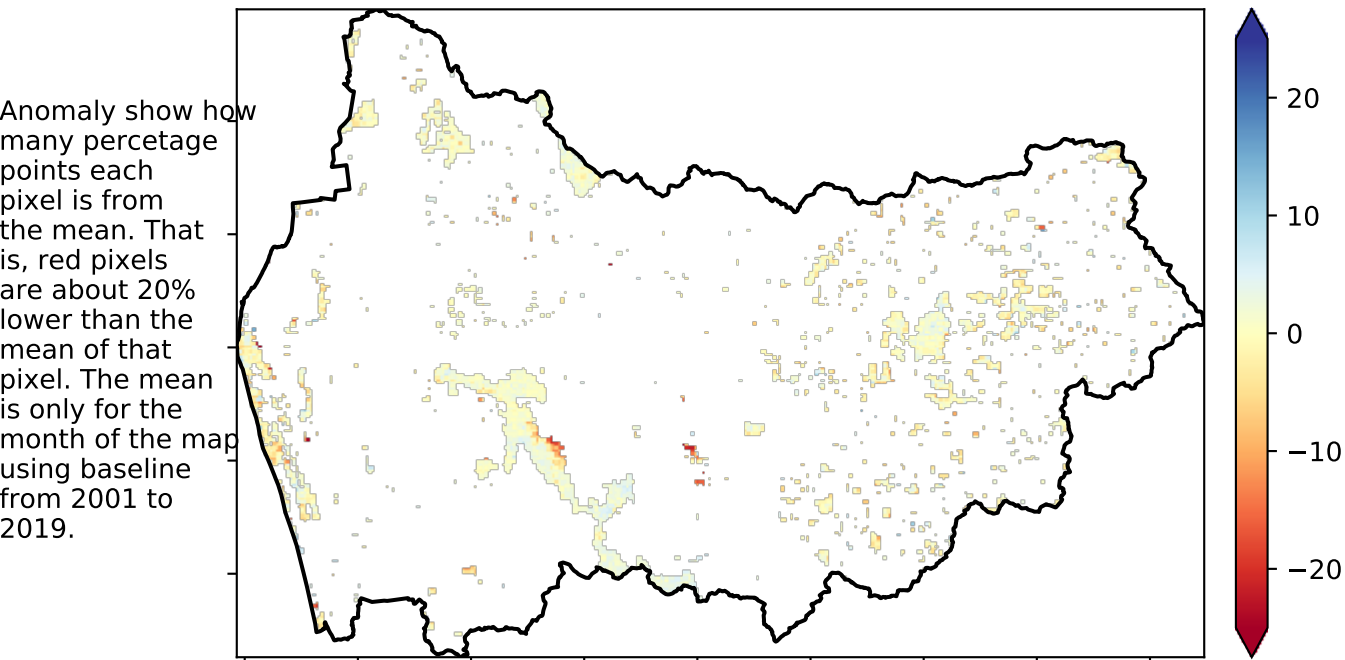 Anomaly show how
many percetage
points each
pixel is from
the mean. That
is, red pixels
are about 20%
lower than the
mean of that
pixel. The mean
is only for the
month of the map
using baseline
from 2001 to
2019.
20
10
0
−10
−20